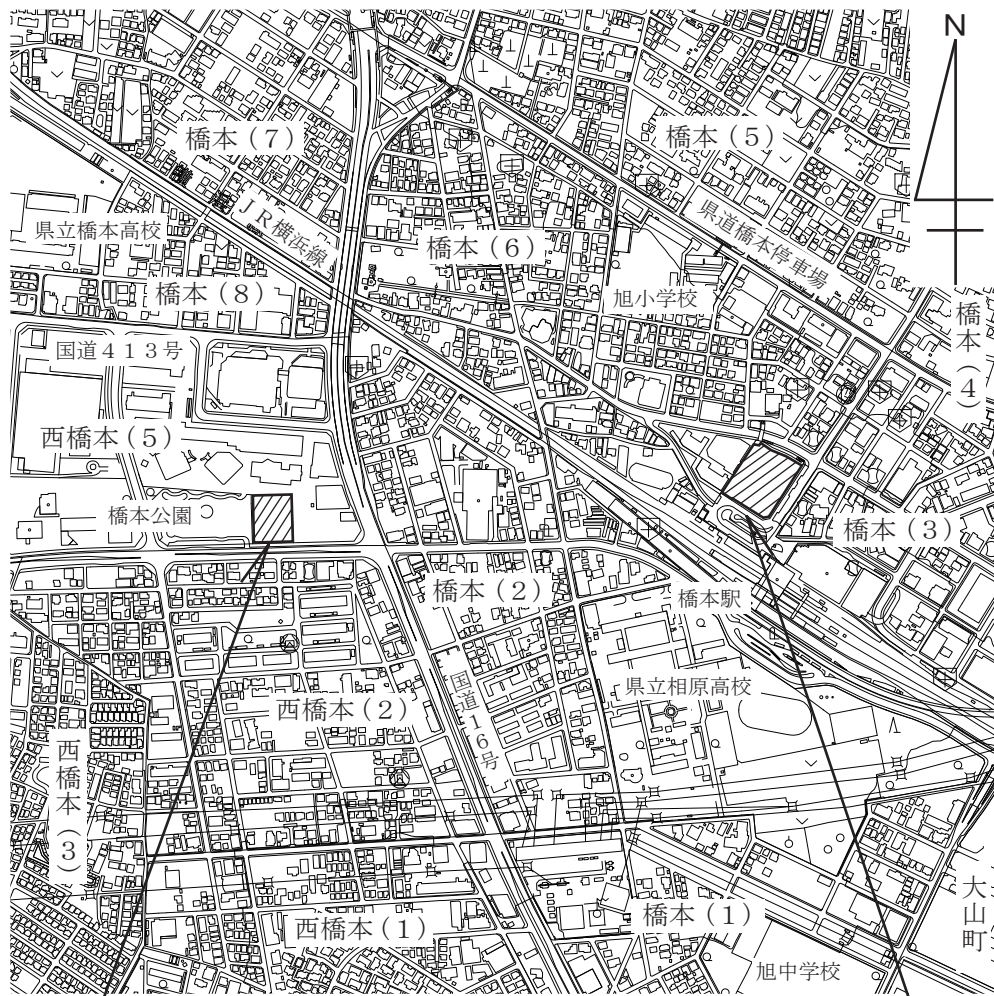 N
橋本（7）
橋本（5）
県立橋本高校
ＪＲ横浜線
橋本（6）
県道橋本停車場
橋本（8）
旭小学校
橋本（4）
国道４１３号
西橋本（5）
橋本公園
橋本（3）
橋本（2）
橋本駅
県立相原高校
西橋本（2）
国道１６号
西橋本（3）
西橋本（1）
橋本（1）
大山町
旭中学校